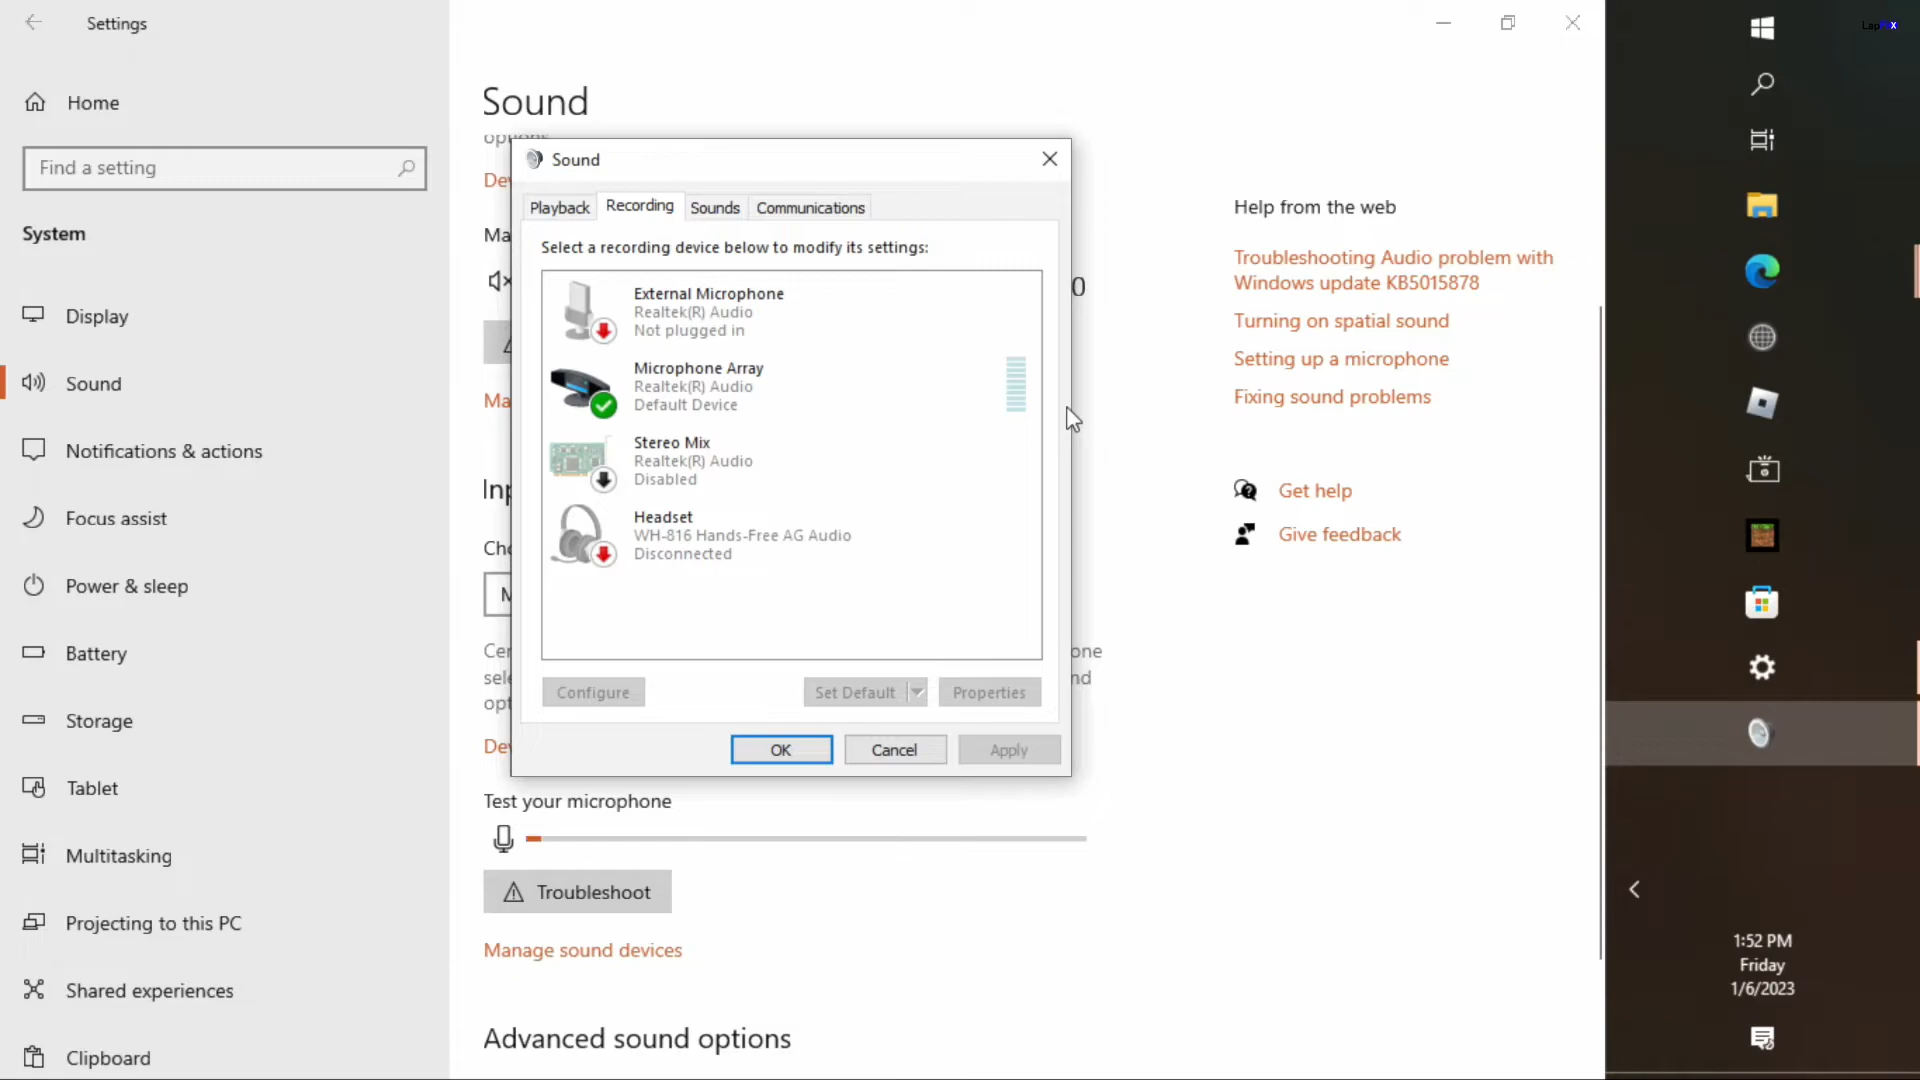 Settings
Home
Find a setting
System
Display
Sound
Notifications & actions
Focus assist
Power & sleep
Battery
Storage
Tablet
Multitasking
Projecting to this PC
Shared experiences
Clipboard
Sound
Sound
Playback
Recording
Sounds
Communications
Select a recording device below to modify its settings:
External Microphone
Realtek(R) Audio
Not plugged in
Microphone Array
Realtek(R) Audio
Default Device
Stereo Mix
Realtek(R) Audio
Disabled
Headset
WH-816 Hands-Free AG Audio
Disconnected
Configure
Set Default
Properties
OK
Cancel
Apply
Test your microphone
Troubleshoot
Manage sound devices
Advanced sound options
Help from the web
Troubleshooting Audio problem with
Windows update KB5015878
Turning on spatial sound
Setting up a microphone
Fixing sound problems
Get help
Give feedback
1:52 PM
Friday
1/6/2023